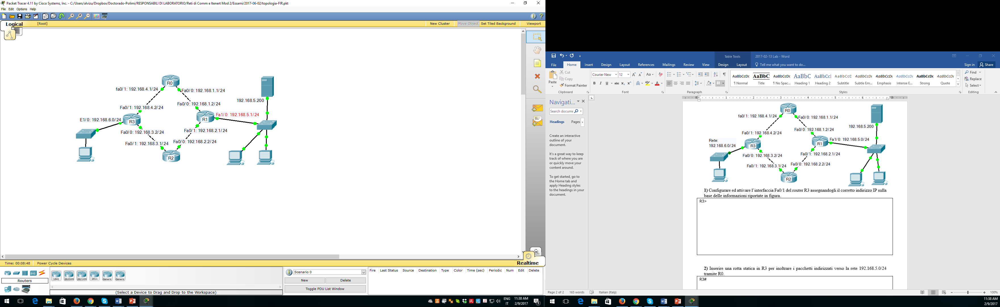 Packet Tracer 4.11 by Cisco Systems, Inc. - C:/Users/alvizu/Dropbox/Doctorado-Polimi/RESPONSABILI DI LABORATORIO/Reti di Comm e Itenert Mod 2/Essami/2017-06-02/topologia-FIR.pkt
File Edit Options Help
Logical
[Root]
New Cluster
Move Object
Set Tiled Background
Viewport
R0
fa0/1: 192.168.4.1/24
Fa0/0: 192.168.1.1/24
192.168.5.200
Fa0/1: 192.168.4.2/24
Fa0/0: 192.168.1.2/24
Fa1/0: 192.168.5.1/24
E1/0: 192.168.6.0/24
R3
R1
Fa0/0: 192.168.3.2/24
Fa0/1: 192.168.2.1/24
Fa0/1: 192.168.3.1/24
Fa0/0: 192.168.2.2/24
R2
Realtime
Time: 00:08:48
Power Cycle Devices
Routers
1841
2620XM
2621XM
2811
Generic
Generic
(Select a Device to Drag and Drop to the Workspace)
Scenario 0
New
Delete
Toggle PDU List Window
Fire Last Status Source Destination Type Color Time (sec) Periodic Num Edit Delete
ENG
IT
11:38 AM
2/9/2017
Table Tools
2017-02-13 Lab - Word
File Home Insert Design Layout References Mailings Review View Design Layout
Tell me what you want to do...
Sign in
Share
Paste
Cut
Copy
Format Painter
Clipboard
Courier New
12
Font
Paragraph
AaBbCcDc
¶ Normal
AaBbC
Title
AaBbCcDc
¶ No Spac...
AaBbC
Heading 1
AaBbCcI
Heading 2
AaBbCcD
Subtitle
AaBbCcDc
Subtle Em...
AaBbCcDc
Emphasis
AaBbCcDc
Intense E...
AaBbCcDc
Strong
AaBbCcDc
Quote
Styles
Find
Replace
Select
Editing
Navigati...
Search docume
Headings
Pages
Create an interactive
outline of your
document.
It's a great way to keep
track of where you are
or quickly move your
content around.
To get started, go to
the Home tab and
apply Heading styles
to the headings in your
document.
1 2 3 4 5 6 7
R0
fa0/1: 192.168.4.1/24
Fa0/0: 192.168.1.1/24
192.168.5.200
Fa0/1: 192.168.4.2/24
Fa0/0: 192.168.1.2/24
Rete:
192.168.6.0/24
Fa1/0: 192.168.5.0/24
R3
R1
Fa0/0: 192.168.3.2/24
Fa0/1: 192.168.2.1/24
Fa0/1: 192.168.3.1/24
Fa0/0: 192.168.2.2/24
R2
1) Configurare ed attivare l'interfaccia Fa0/1 del router R3 assegnandogli il corretto indirizzo IP sulla
base delle informazioni riportate in figura.
R3>
2) Inserire una rotta statica in R3 per inoltrare i pacchetti indirizzati verso la rete 192.168.5.0/24
tramite R0.
R3#
Page 2 of 2
165 words
Italian (Italy)
100%
11:38 AM
2/9/2017